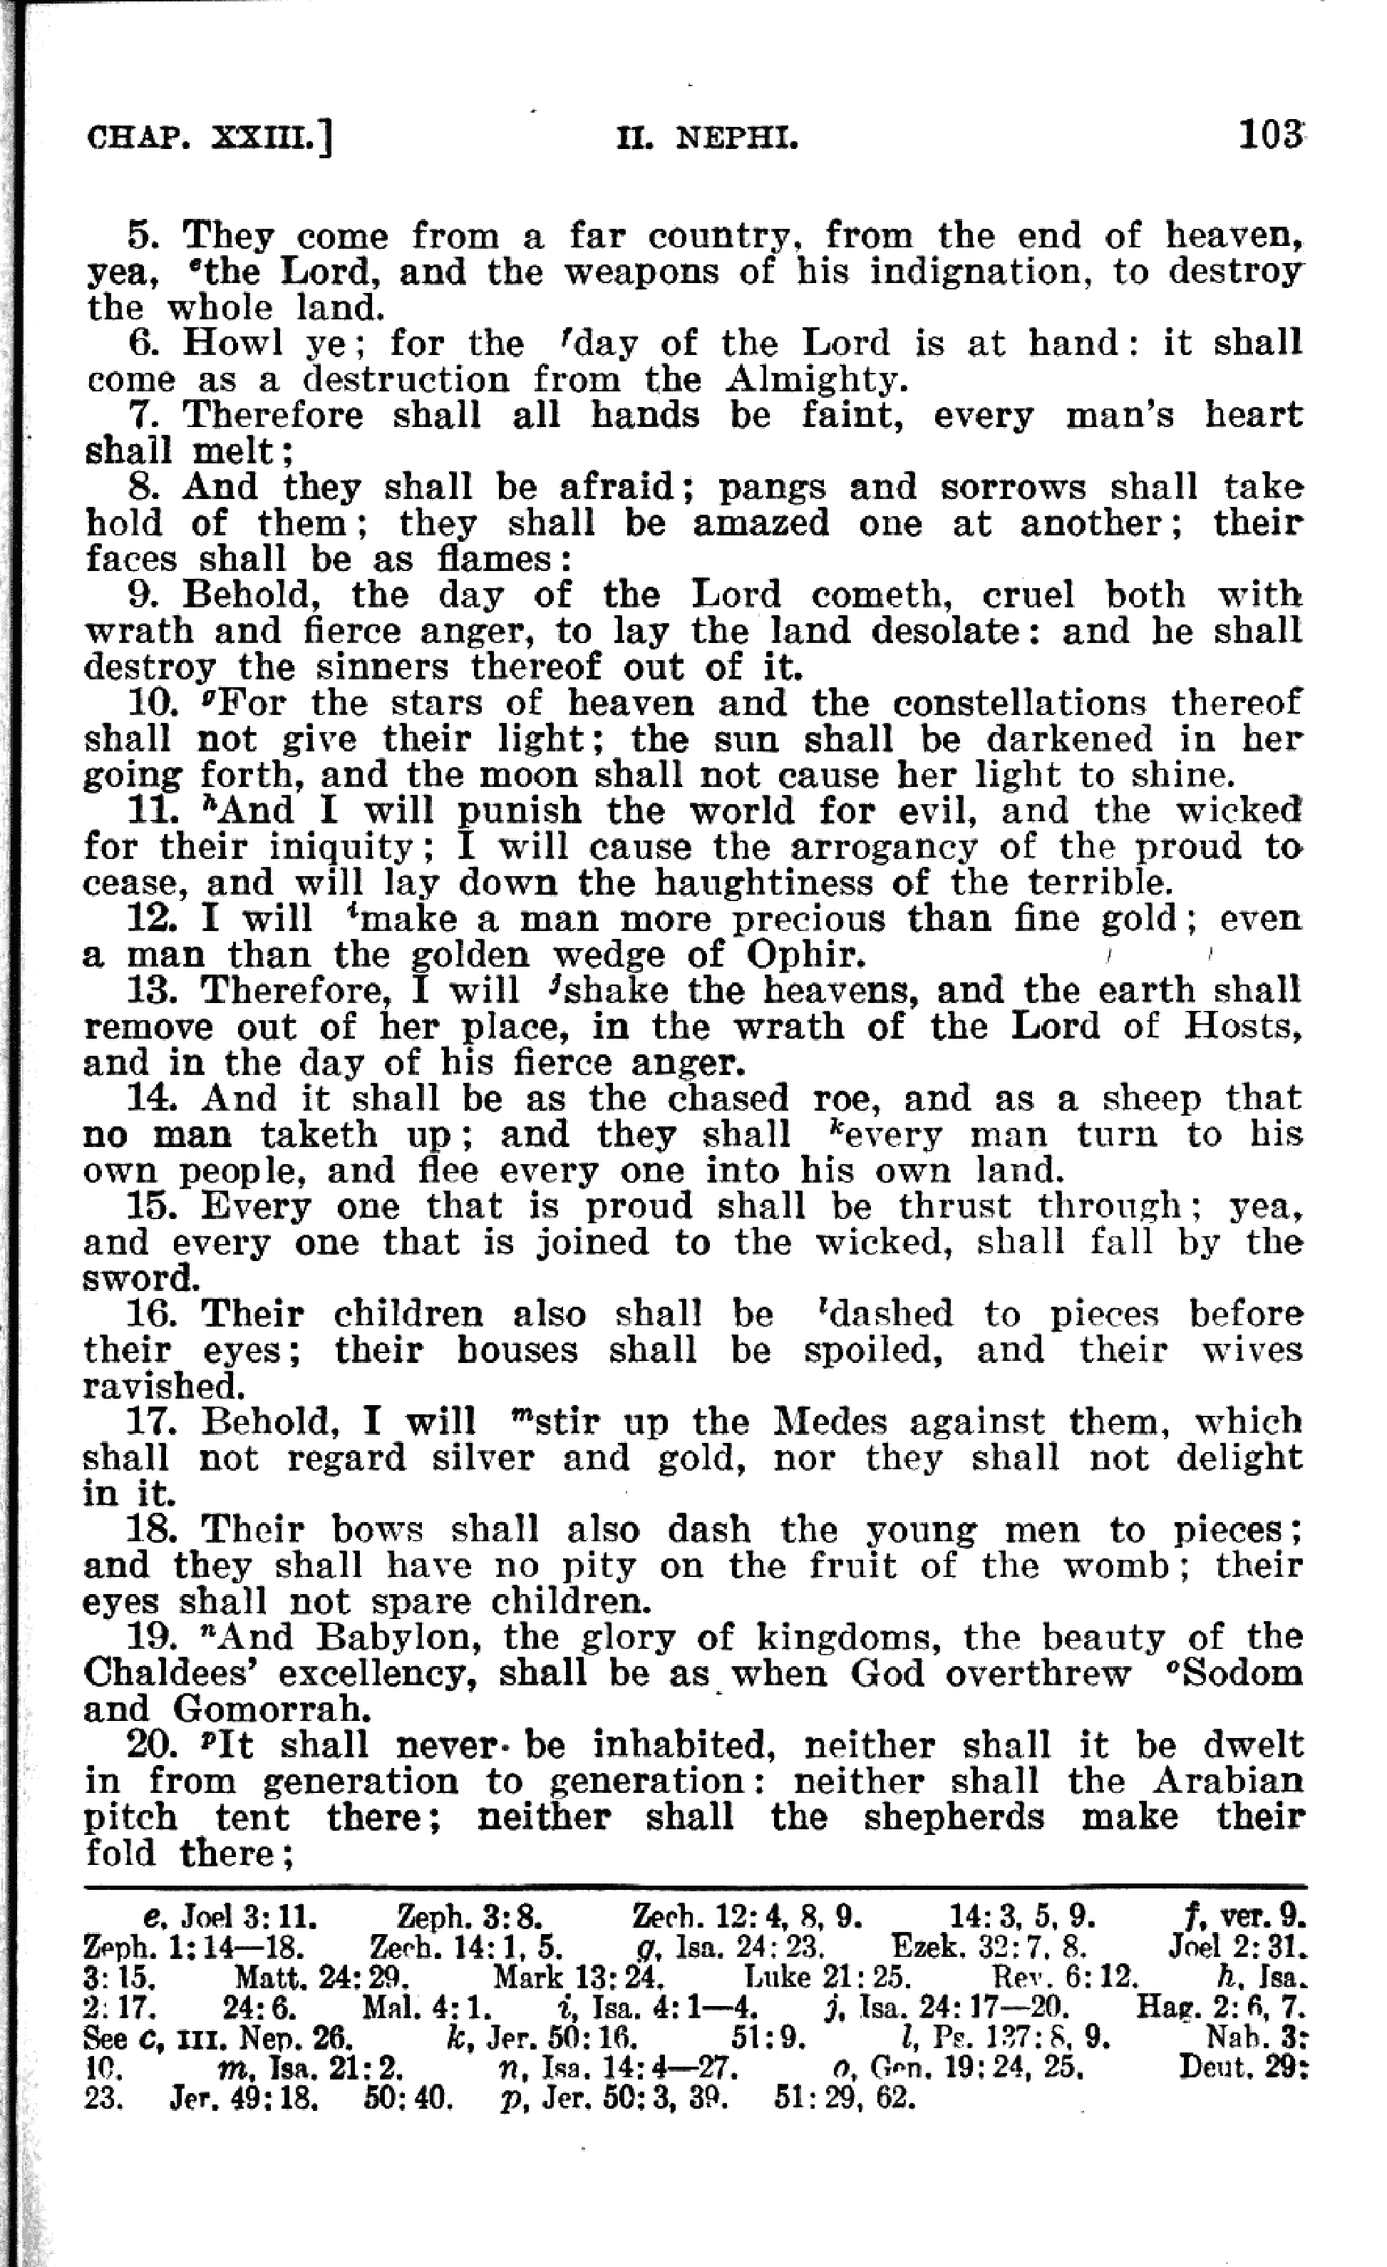 CHAP. XXIII.] II. NEPHI. 103
5. They come from a far country, from the end of heaven,
yea, ᵉthe Lord, and the weapons of his indignation, to destroy
the whole land.
6. Howl ye; for the ᶠday of the Lord is at hand: it shall
come as a destruction from the Almighty.
7. Therefore shall all hands be faint, every man's heart
shall melt;
8. And they shall be afraid; pangs and sorrows shall take
hold of them; they shall be amazed one at another; their
faces shall be as flames:
9. Behold, the day of the Lord cometh, cruel both with
wrath and fierce anger, to lay the land desolate: and he shall
destroy the sinners thereof out of it.
10. ᵍFor the stars of heaven and the constellations thereof
shall not give their light; the sun shall be darkened in her
going forth, and the moon shall not cause her light to shine.
11. ʰAnd I will punish the world for evil, and the wicked
for their iniquity; I will cause the arrogancy of the proud to
cease, and will lay down the haughtiness of the terrible.
12. I will ⁱmake a man more precious than fine gold; even
a man than the golden wedge of Ophir.
13. Therefore, I will ʲshake the heavens, and the earth shall
remove out of her place, in the wrath of the Lord of Hosts,
and in the day of his fierce anger.
14. And it shall be as the chased roe, and as a sheep that
no man taketh up; and they shall ᵏevery man turn to his
own people, and flee every one into his own land.
15. Every one that is proud shall be thrust through; yea,
and every one that is joined to the wicked, shall fall by the
sword.
16. Their children also shall be ˡdashed to pieces before
their eyes; their houses shall be spoiled, and their wives
ravished.
17. Behold, I will ᵐstir up the Medes against them, which
shall not regard silver and gold, nor they shall not delight
in it.
18. Their bows shall also dash the young men to pieces;
and they shall have no pity on the fruit of the womb; their
eyes shall not spare children.
19. ⁿAnd Babylon, the glory of kingdoms, the beauty of the
Chaldees' excellency, shall be as when God overthrew ᵒSodom
and Gomorrah.
20. ᵖIt shall never be inhabited, neither shall it be dwelt
in from generation to generation: neither shall the Arabian
pitch tent there; neither shall the shepherds make their
fold there;
e, Joel 3:11. Zeph. 3:8. Zech. 12:4, 8, 9. 14:3, 5, 9. f, ver. 9.
Zeph. 1:14—18. Zech. 14:1, 5. g, Isa. 24:23. Ezek. 32:7, 8. Joel 2:31.
3:15. Matt. 24:29. Mark 13:24. Luke 21:25. Rev. 6:12. h, Isa.
2:17. 24:6. Mal. 4:1. i, Isa. 4:1—4. j, Isa. 24:17—20. Hag. 2:6, 7.
See c, III. Nep. 26. k, Jer. 50:16. 51:9. l, Ps. 137:8, 9. Nah. 3:
10. m, Isa. 21:2. n, Isa. 14:4—27. o, Gen. 19:24, 25. Deut. 29:
23. Jer. 49:18. 50:40. p, Jer. 50:3, 39. 51:29, 62.